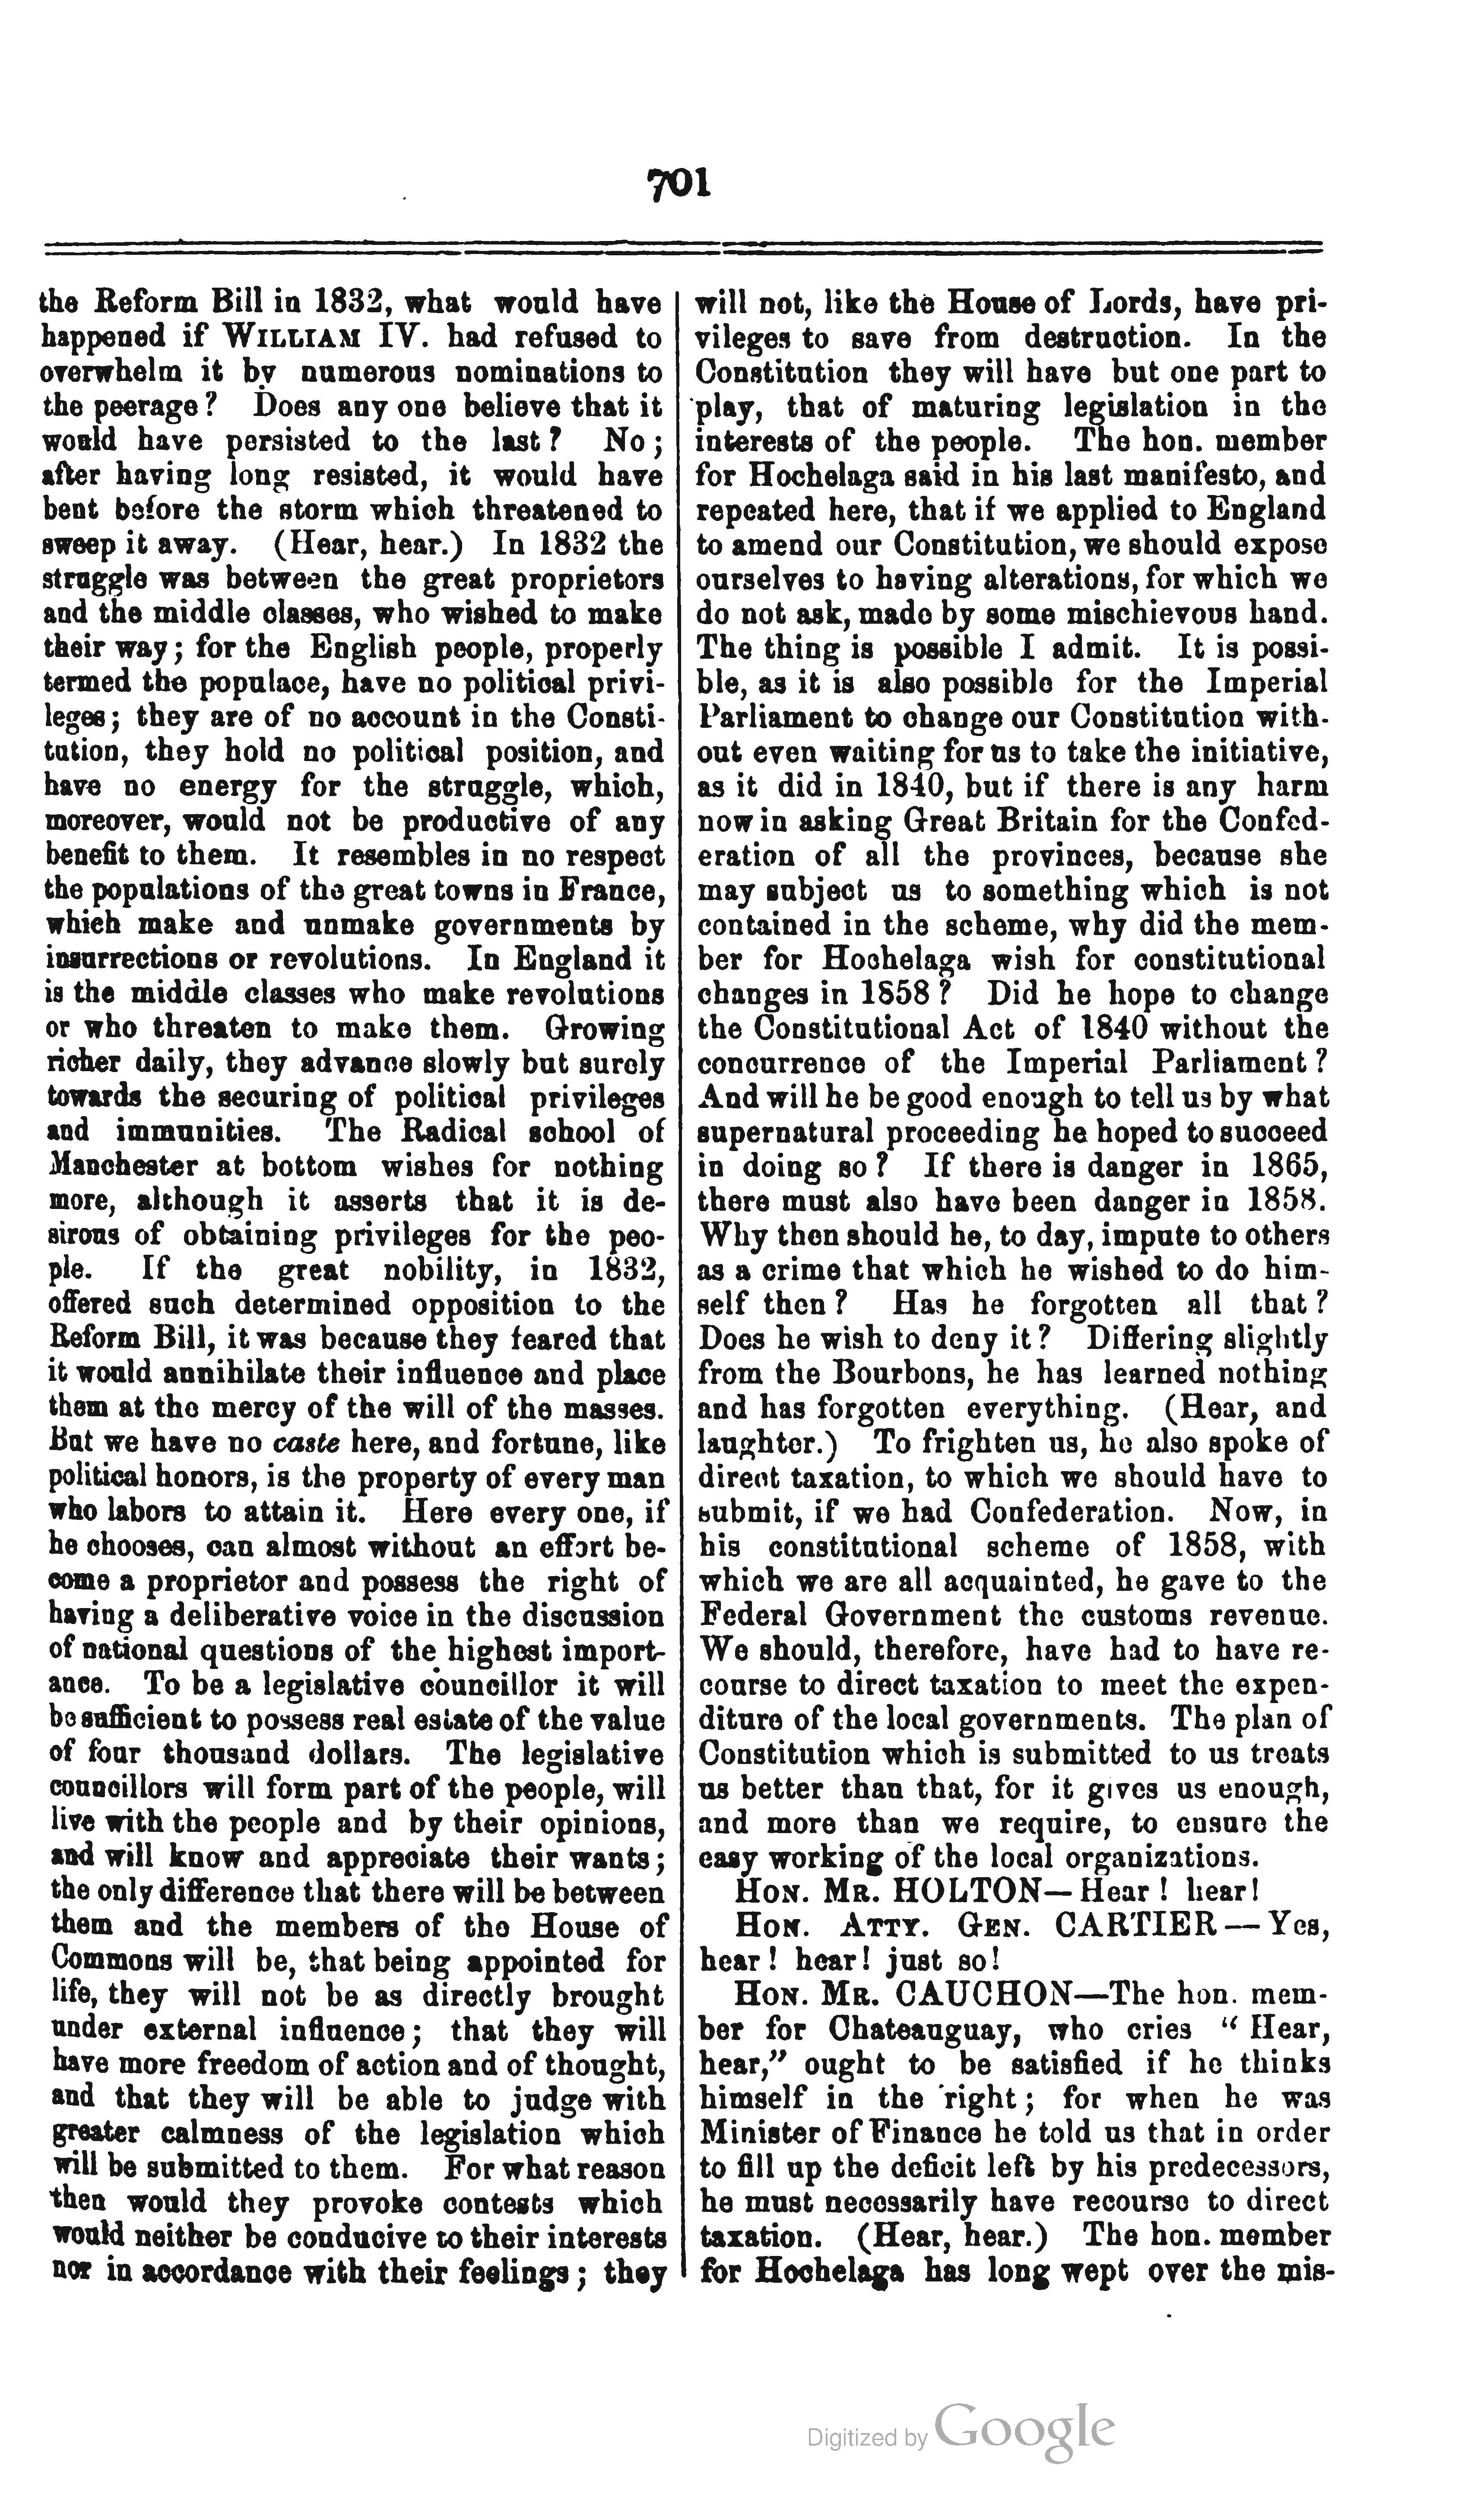 701
the Reform Bill in 1832, what would have
happened if WILLIAM IV. had refused to
overwhelm it by numerous nominations to
the peerage? Does any one believe that it
would have persisted to the last? No;
after having long resisted, it would have
bent before the storm which threatened to
sweep it away. (Hear, hear.) In 1832 the
struggle was between the great proprietors
and the middle classes, who wished to make
their way; for the English people, properly
termed the populace, have no political privi-
leges; they are of no account in the Consti-
tution, they hold no political position, and
have no energy for the struggle, which,
moreover, would not be productive of any
benefit to them. It resembles in no respect
the populations of the great towns in France,
which make and unmake governments by
insurrections or revolutions. In England it
is the middle classes who make revolutions
or who threaten to make them. Growing
richer daily, they advance slowly but surely
towards the securing of political privileges
and immunities. The Radical school of
Manchester at bottom wishes for nothing
more, although it asserts that it is de-
sirous of obtaining privileges for the peo-
ple. If the great nobility, in 1832,
offered such determined opposition to the
Reform Bill, it was because they feared that
it would annihilate their influence and place
them at the mercy of the will of the masses.
But we have no caste here, and fortune, like
political honors, is the property of every man
who labors to attain it. Here every one, if
he chooses, can almost without an effort be-
come a proprietor and possess the right of
having a deliberative voice in the discussion
of national questions of the highest import-
ance. To be a legislative councillor it will
be sufficient to possess real estate of the value
of four thousand dollars. The legislative
councillors will form part of the people, will
live with the people and by their opinions,
and will know and appreciate their wants;
the only difference that there will be between
them and the members of the House of
Commons will be, that being appointed for
life, they will not be as directly brought
under external influence; that they will
have more freedom of action and of thought,
and that they will be able to judge with
greater calmness of the legislation which
will be submitted to them. For what reason
then would they provoke contests which
would neither be conducive to their interests
nor in accordance with their feelings; they
will not, like the House of Lords, have pri-
vileges to save from destruction. In the
Constitution they will have but one part to
play, that of maturing legislation in the
interests of the people. The hon. member
for Hochelaga said in his last manifesto, and
repeated here, that if we applied to England
to amend our Constitution, we should expose
ourselves to having alterations, for which we
do not ask, made by some mischievous hand.
The thing is possible I admit. It is possi-
ble, as it is also possible for the Imperial
Parliament to change our Constitution with-
out even waiting for us to take the initiative,
as it did in 1840, but if there is any harm
now in asking Great Britain for the Confed-
eration of all the provinces, because she
may subject us to something which is not
contained in the scheme, why did the mem-
ber for Hochelaga wish for constitutional
changes in 1858? Did he hope to change
the Constitutional Act of 1840 without the
concurrence of the Imperial Parliament?
And will he be good enough to tell us by what
supernatural proceeding he hoped to succeed
in doing so? If there is danger in 1865,
there must also have been danger in 1858.
Why then should he, to day, impute to others
as a crime that which he wished to do him-
self then? Has he forgotten all that?
Does he wish to deny it? Differing slightly
from the Bourbons, he has learned nothing
and has forgotten everything. (Hear, and
laughter.) To frighten us, he also spoke of
direct taxation, to which we should have to
submit, if we had Confederation. Now, in
his constitutional scheme of 1858, with
which we are all acquainted, he gave to the
Federal Government the customs revenue.
We should, therefore, have had to have re-
course to direct taxation to meet the expen-
diture of the local governments. The plan of
Constitution which is submitted to us treats
us better than that, for it gives us enough,
and more than we require, to ensure the
easy working of the local organizations.
HON. MR. HOLTON—Hear! hear!
HON. ATTY. GEN. CARTIER—Yes,
hear! hear! just so!
HON. MR. CAUCHON—The hon. mem-
ber for Chateauguay, who cries "Hear,
hear," ought to be satisfied if he thinks
himself in the right; for when he was
Minister of Finance he told us that in order
to fill up the deficit left by his predecessors,
he must necessarily have recourse to direct
taxation. (Hear, hear.) The hon. member
for Hochelaga has long wept over the mis-
Digitized by Google